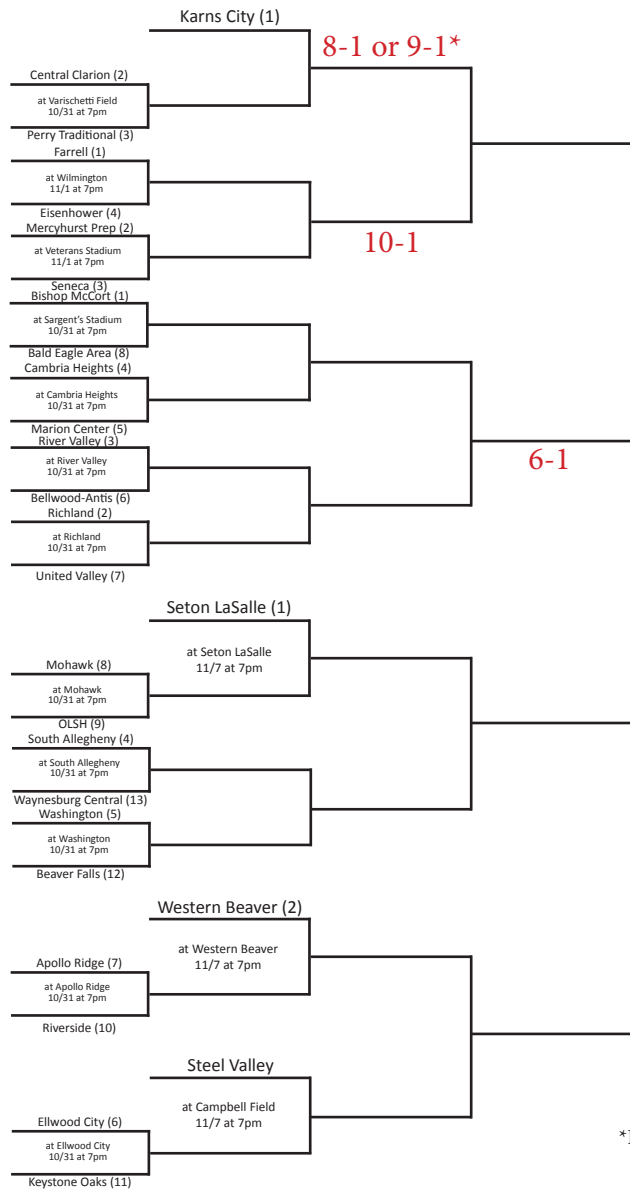 Karns City (1)
8-1 or 9-1*
Central Clarion (2)
at Varischetti Field
10/31 at 7pm
Perry Traditional (3)
Farrell (1)
at Wilmington
11/1 at 7pm
Eisenhower (4)
10-1
Mercyhurst Prep (2)
at Veterans Stadium
11/1 at 7pm
Seneca (3)
Bishop McCort (1)
at Sargent's Stadium
10/31 at 7pm
Bald Eagle Area (8)
Cambria Heights (4)
at Cambria Heights
10/31 at 7pm
Marion Center (5)
6-1
River Valley (3)
at River Valley
10/31 at 7pm
Bellwood-Antis (6)
Richland (2)
at Richland
10/31 at 7pm
United Valley (7)
Seton LaSalle (1)
at Seton LaSalle
11/7 at 7pm
Mohawk (8)
at Mohawk
10/31 at 7pm
OLSH (9)
South Allegheny (4)
at South Allegheny
10/31 at 7pm
Waynesburg Central (13)
Washington (5)
at Washington
10/31 at 7pm
Beaver Falls (12)
Western Beaver (2)
at Western Beaver
11/7 at 7pm
Apollo Ridge (7)
at Apollo Ridge
10/31 at 7pm
Riverside (10)
Steel Valley
at Campbell Field
11/7 at 7pm
Ellwood City (6)
at Ellwood City
10/31 at 7pm
Keystone Oaks (11)